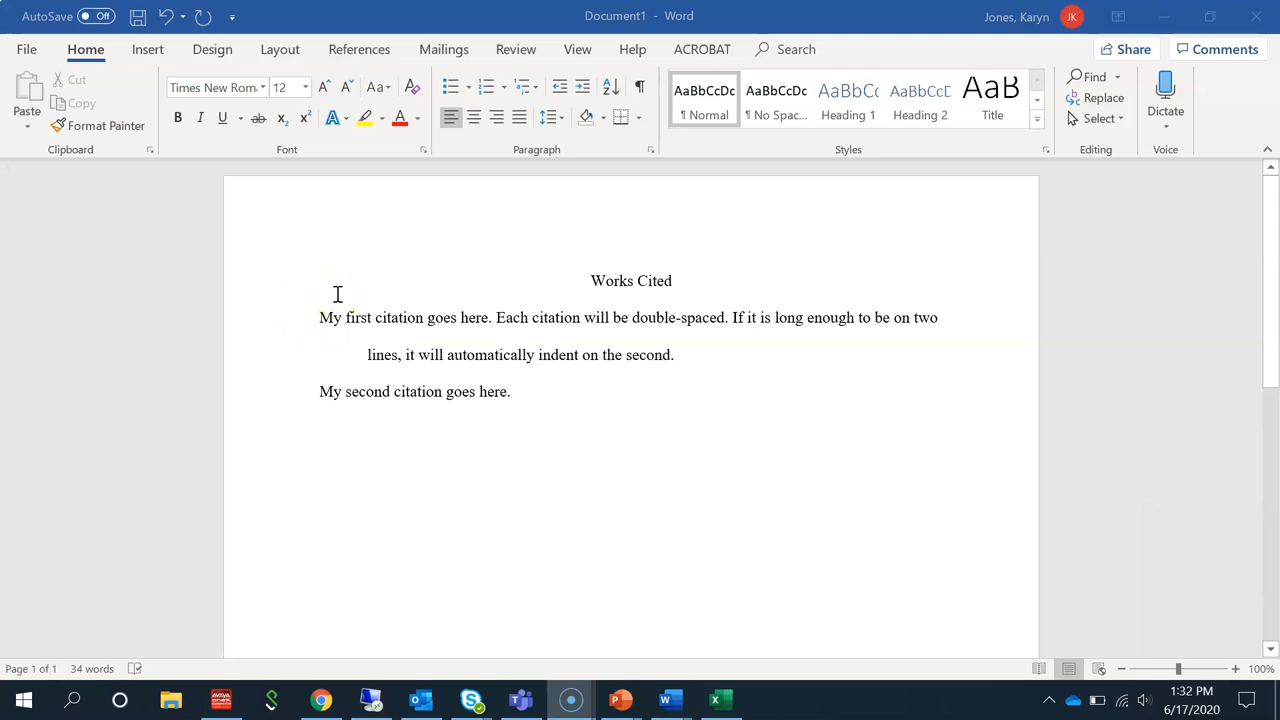 AutoSave Off Document1 - Word Jones, Karyn JK
File Home Insert Design Layout References Mailings Review View Help ACROBAT Search Share Comments
Paste
Cut
Copy
Format Painter
Clipboard
Times New Rom 12 Aa
B I U ab x₂ x² A A
Font
Paragraph
AaBbCcDc AaBbCcDc AaBbCc AaBbCcD AaB
¶ Normal ¶ No Spac... Heading 1 Heading 2 Title
Styles
Find
Replace
Select
Editing
Dictate
Voice
Works Cited
My first citation goes here. Each citation will be double-spaced. If it is long enough to be on two
lines, it will automatically indent on the second.
My second citation goes here.
Page 1 of 1 34 words 100%
1:32 PM
6/17/2020